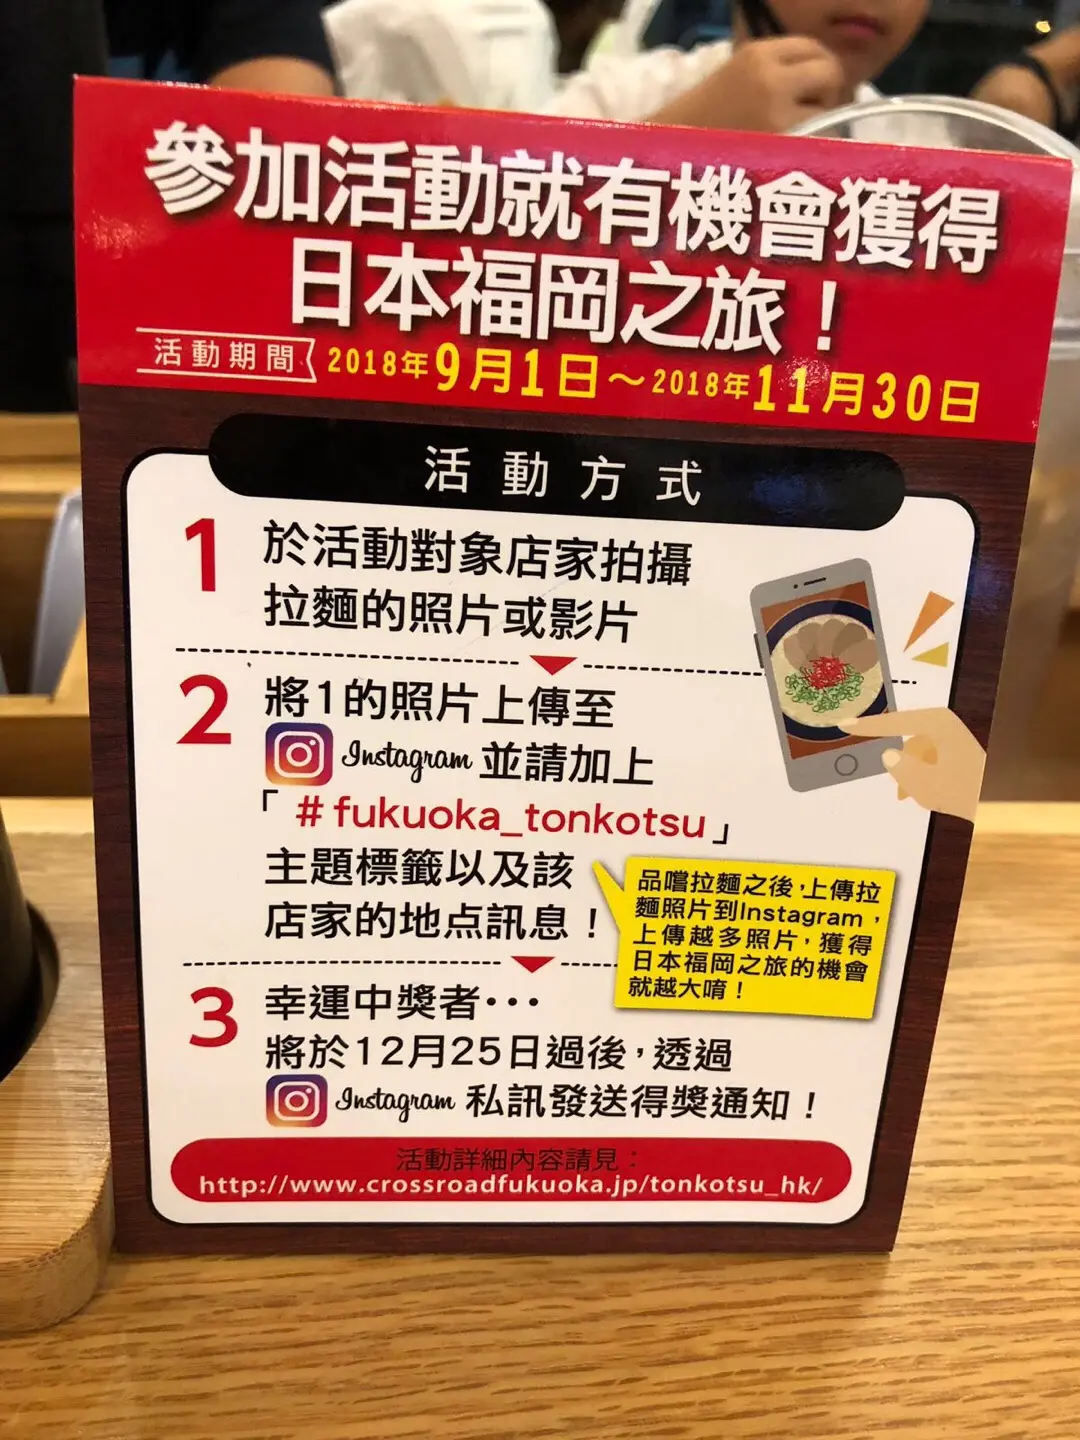 參加活動就有機會獲得
日本福岡之旅！
活動期間 2018年9月1日～2018年11月30日
活動方式
1 於活動對象店家拍攝
拉麵的照片或影片
2 將1的照片上傳至
Instagram 並請加上
「#fukuoka_tonkotsu」
主題標籤以及該
店家的地点訊息！
品嚐拉麵之後，上傳拉
麵照片到Instagram，
上傳越多照片，獲得
日本福岡之旅的機會
就越大唷！
3 幸運中獎者···
將於12月25日過後，透過
Instagram 私訊發送得獎通知！
活動詳細內容請見：
http://www.crossroadfukuoka.jp/tonkotsu_hk/